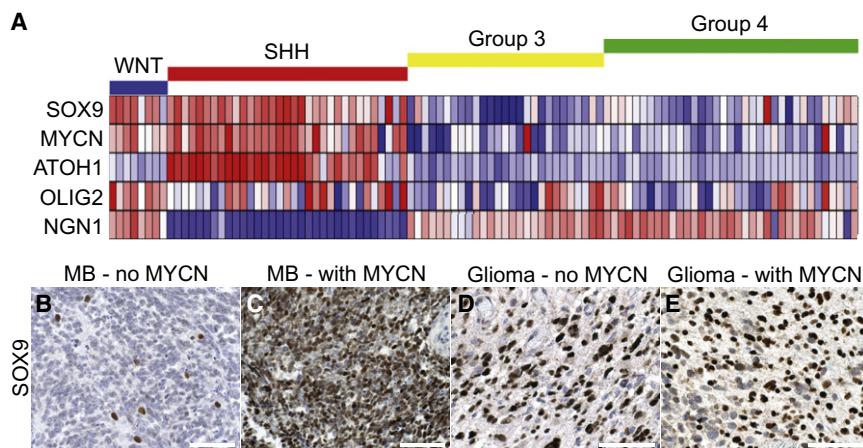 A
WNT
SHH
Group 3
Group 4
SOX9
MYCN
ATOH1
OLIG2
NGN1
MB - no MYCN
MB - with MYCN
Glioma - no MYCN
Glioma - with MYCN
SOX9
B
C
D
E